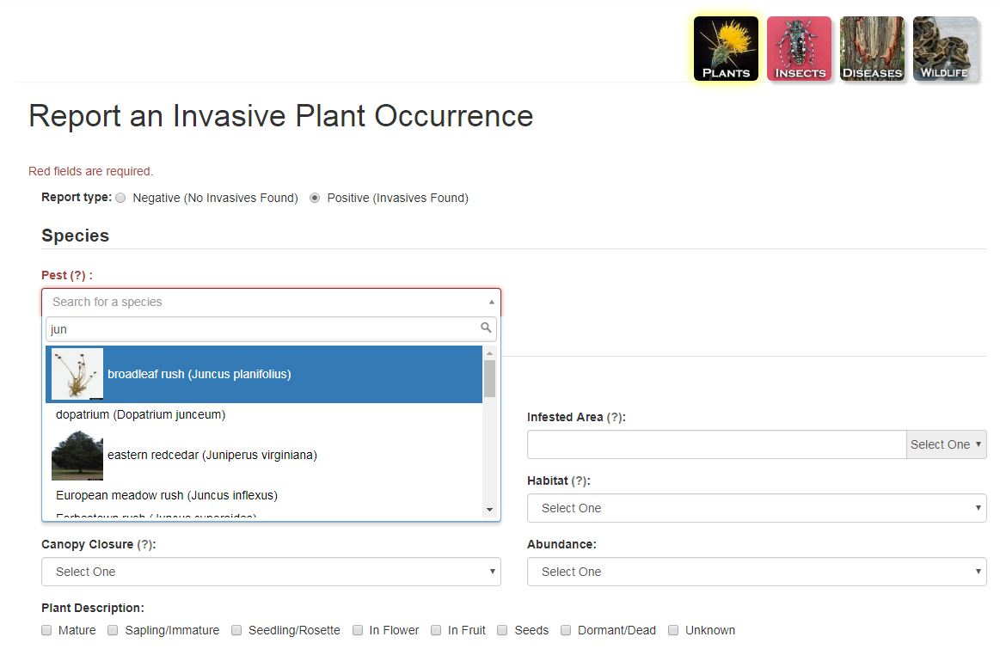 PLANTS INSECTS DISEASES WILDLIFE
Report an Invasive Plant Occurrence
Red fields are required.
Report type: Negative (No Invasives Found) Positive (Invasives Found)
Species
Pest (?) :
Search for a species
jun
broadleaf rush (Juncus planifolius)
dopatrium (Dopatrium junceum)
eastern redcedar (Juniperus virginiana)
European meadow rush (Juncus inflexus)
Infested Area (?):
Select One
Habitat (?):
Select One
Canopy Closure (?):
Select One
Abundance:
Select One
Plant Description:
Mature Sapling/Immature Seedling/Rosette In Flower In Fruit Seeds Dormant/Dead Unknown